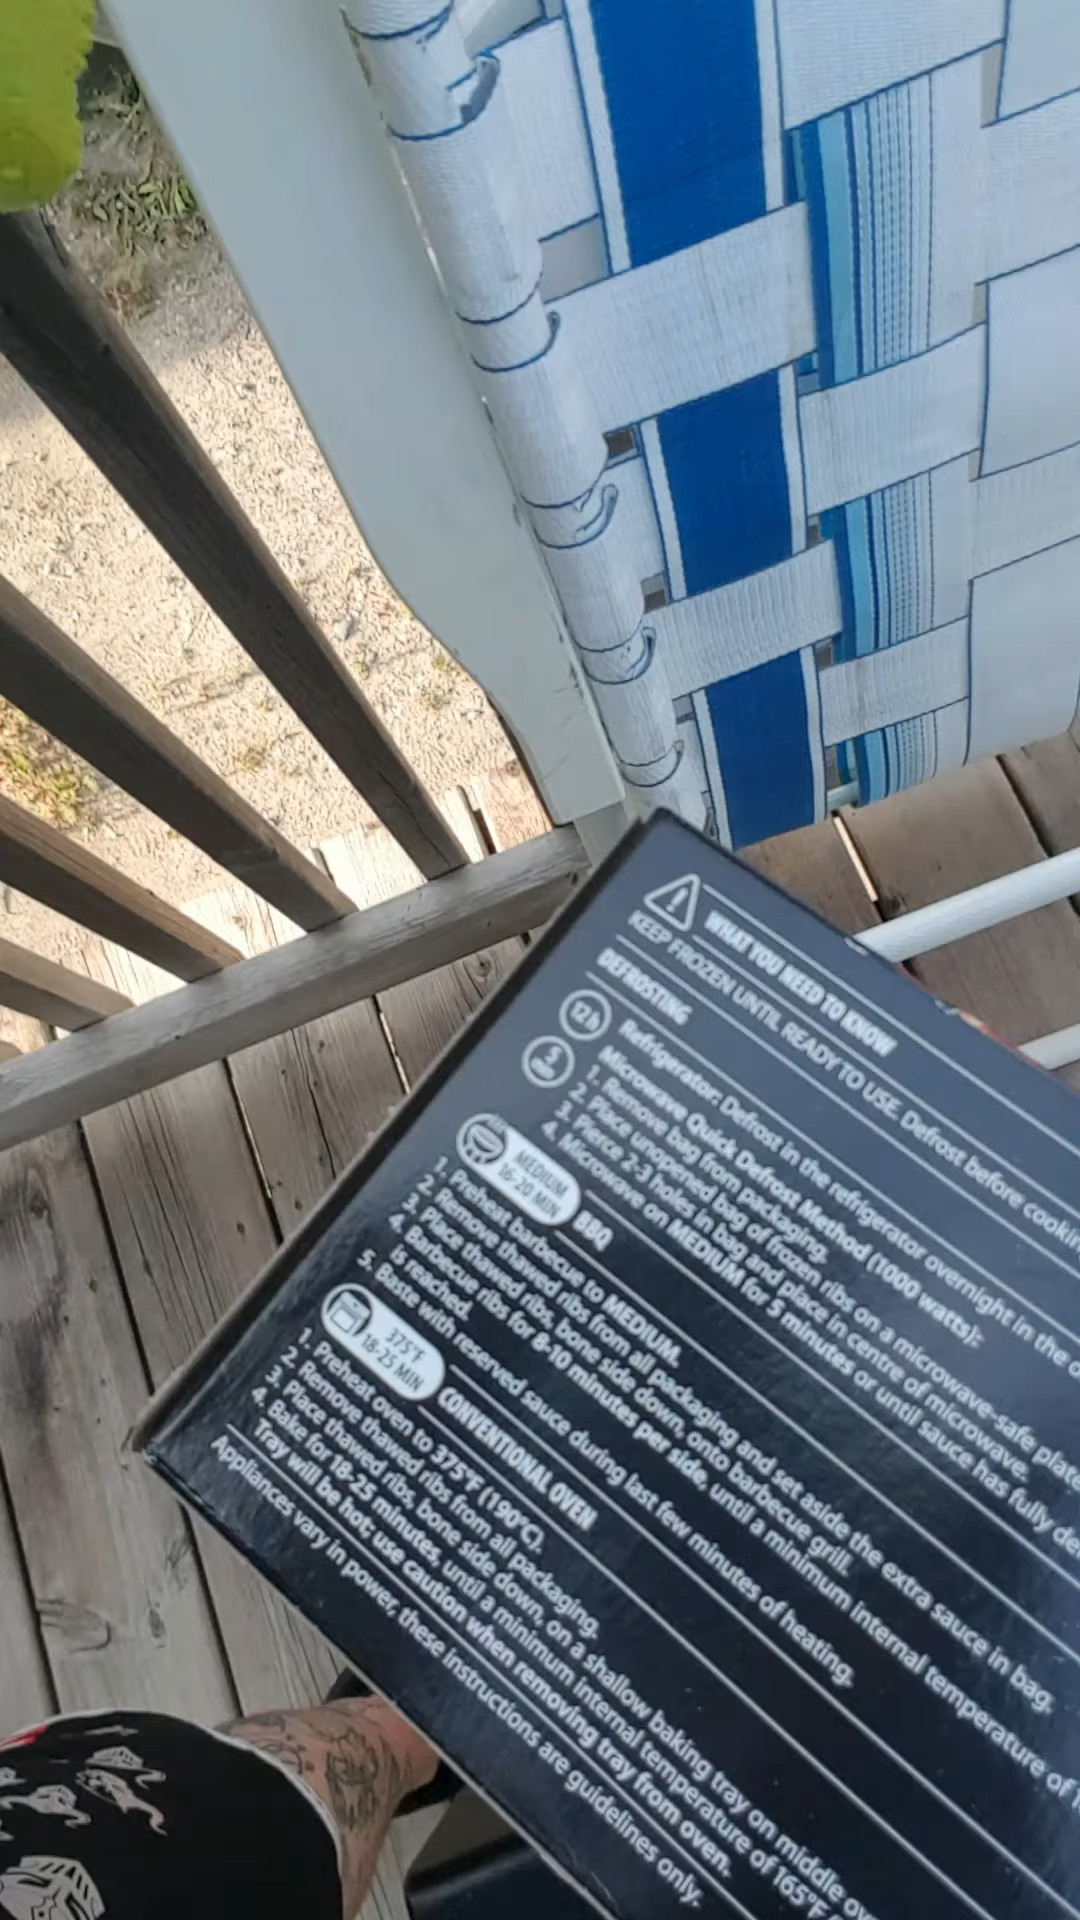 WHAT YOU NEED TO KNOW
KEEP FROZEN UNTIL READY TO USE. Defrost before cooking
DEFROSTING
12h
Refrigerator: Defrost in the refrigerator overnight in the
5
Microwave Quick Defrost Method (1000 watts):
1. Remove bag from packaging.
2. Place unopened bag of frozen ribs on a microwave-safe plate
3. Pierce 2-3 holes in bag and place in centre of microwave.
4. Microwave on MEDIUM for 5 minutes or until sauce has fully
MEDIUM
16-20 MIN
BBQ
1. Preheat barbecue to MEDIUM.
2. Remove thawed ribs from all packaging and set aside the extra sauce in bag.
3. Place thawed ribs, bone side down, onto barbecue grill.
4. Barbecue ribs for 8-10 minutes per side, until a minimum internal temperature of
is reached.
5. Baste with reserved sauce during last few minutes of heating.
375°F
18-25 MIN
CONVENTIONAL OVEN
1. Preheat oven to 375°F (190°C).
2. Remove thawed ribs from all packaging.
3. Place thawed ribs, bone side down, on a shallow baking tray on middle
4. Bake for 18-25 minutes, until a minimum internal temperature of 165°F
Tray will be hot; use caution when removing tray from oven.
Appliances vary in power, these instructions are guidelines only.